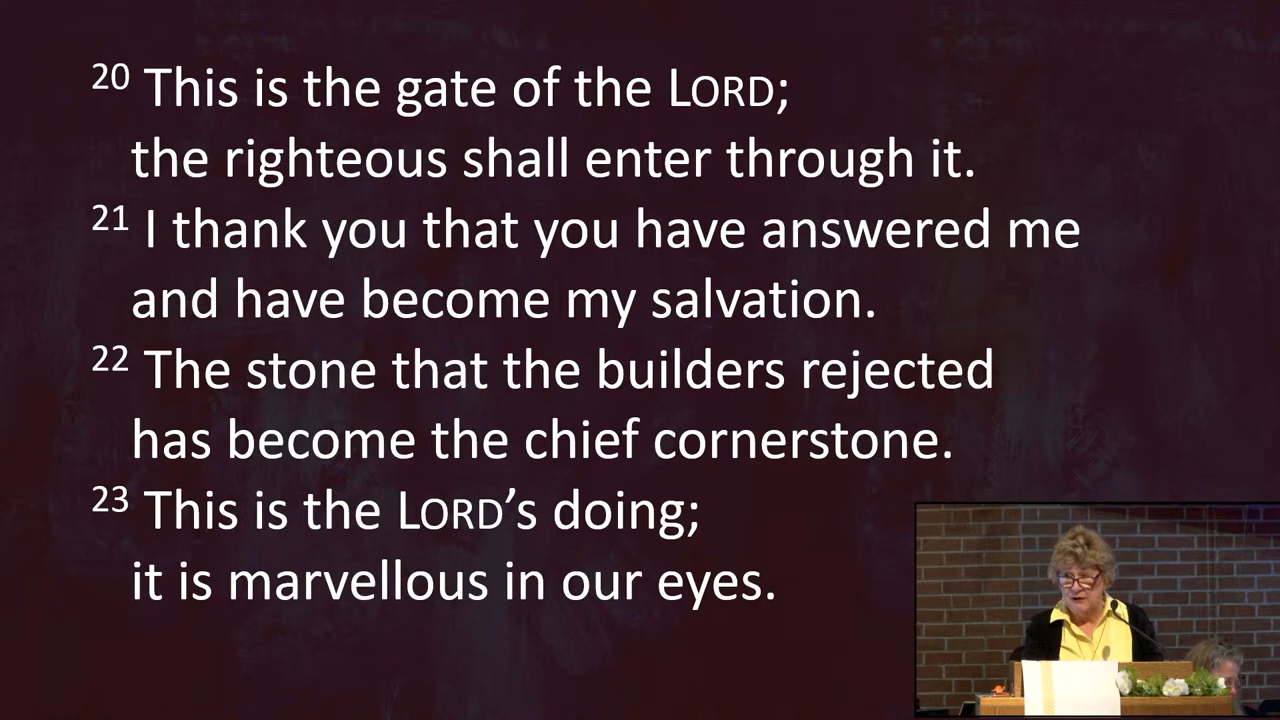 20 This is the gate of the LORD;
the righteous shall enter through it.
21 I thank you that you have answered me
and have become my salvation.
22 The stone that the builders rejected
has become the chief cornerstone.
23 This is the LORD’s doing;
it is marvellous in our eyes.